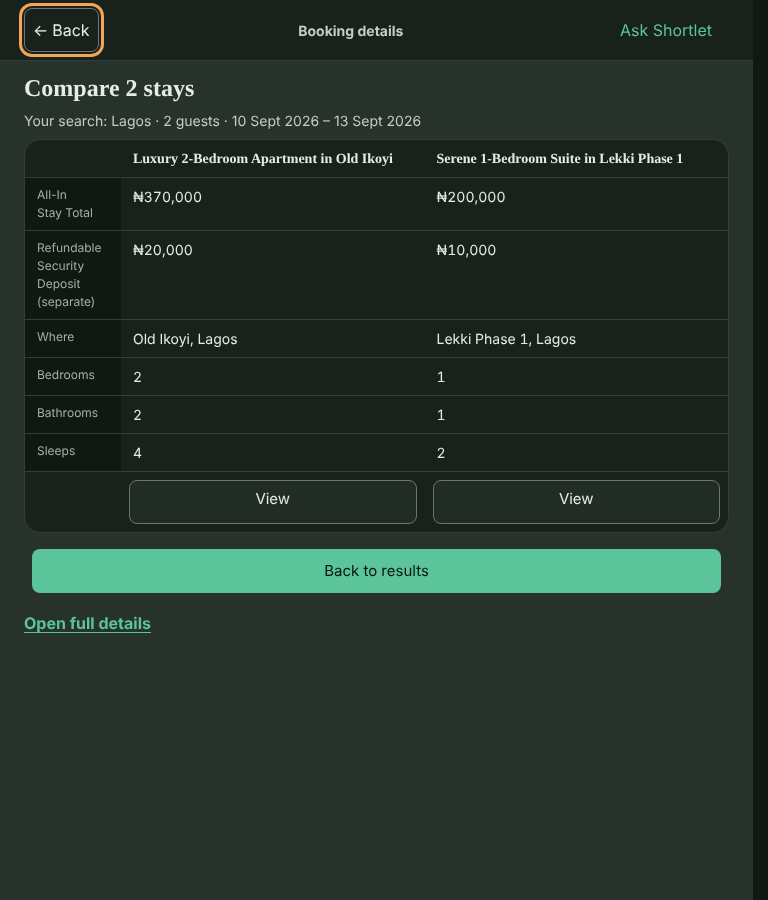 ← Back
Booking details
Ask Shortlet
Compare 2 stays
Your search: Lagos · 2 guests · 10 Sept 2026 – 13 Sept 2026
Luxury 2-Bedroom Apartment in Old Ikoyi
Serene 1-Bedroom Suite in Lekki Phase 1
All-In
Stay Total
₦370,000
₦200,000
Refundable
Security
Deposit
(separate)
₦20,000
₦10,000
Where
Old Ikoyi, Lagos
Lekki Phase 1, Lagos
Bedrooms
2
1
Bathrooms
2
1
Sleeps
4
2
View
View
Back to results
Open full details